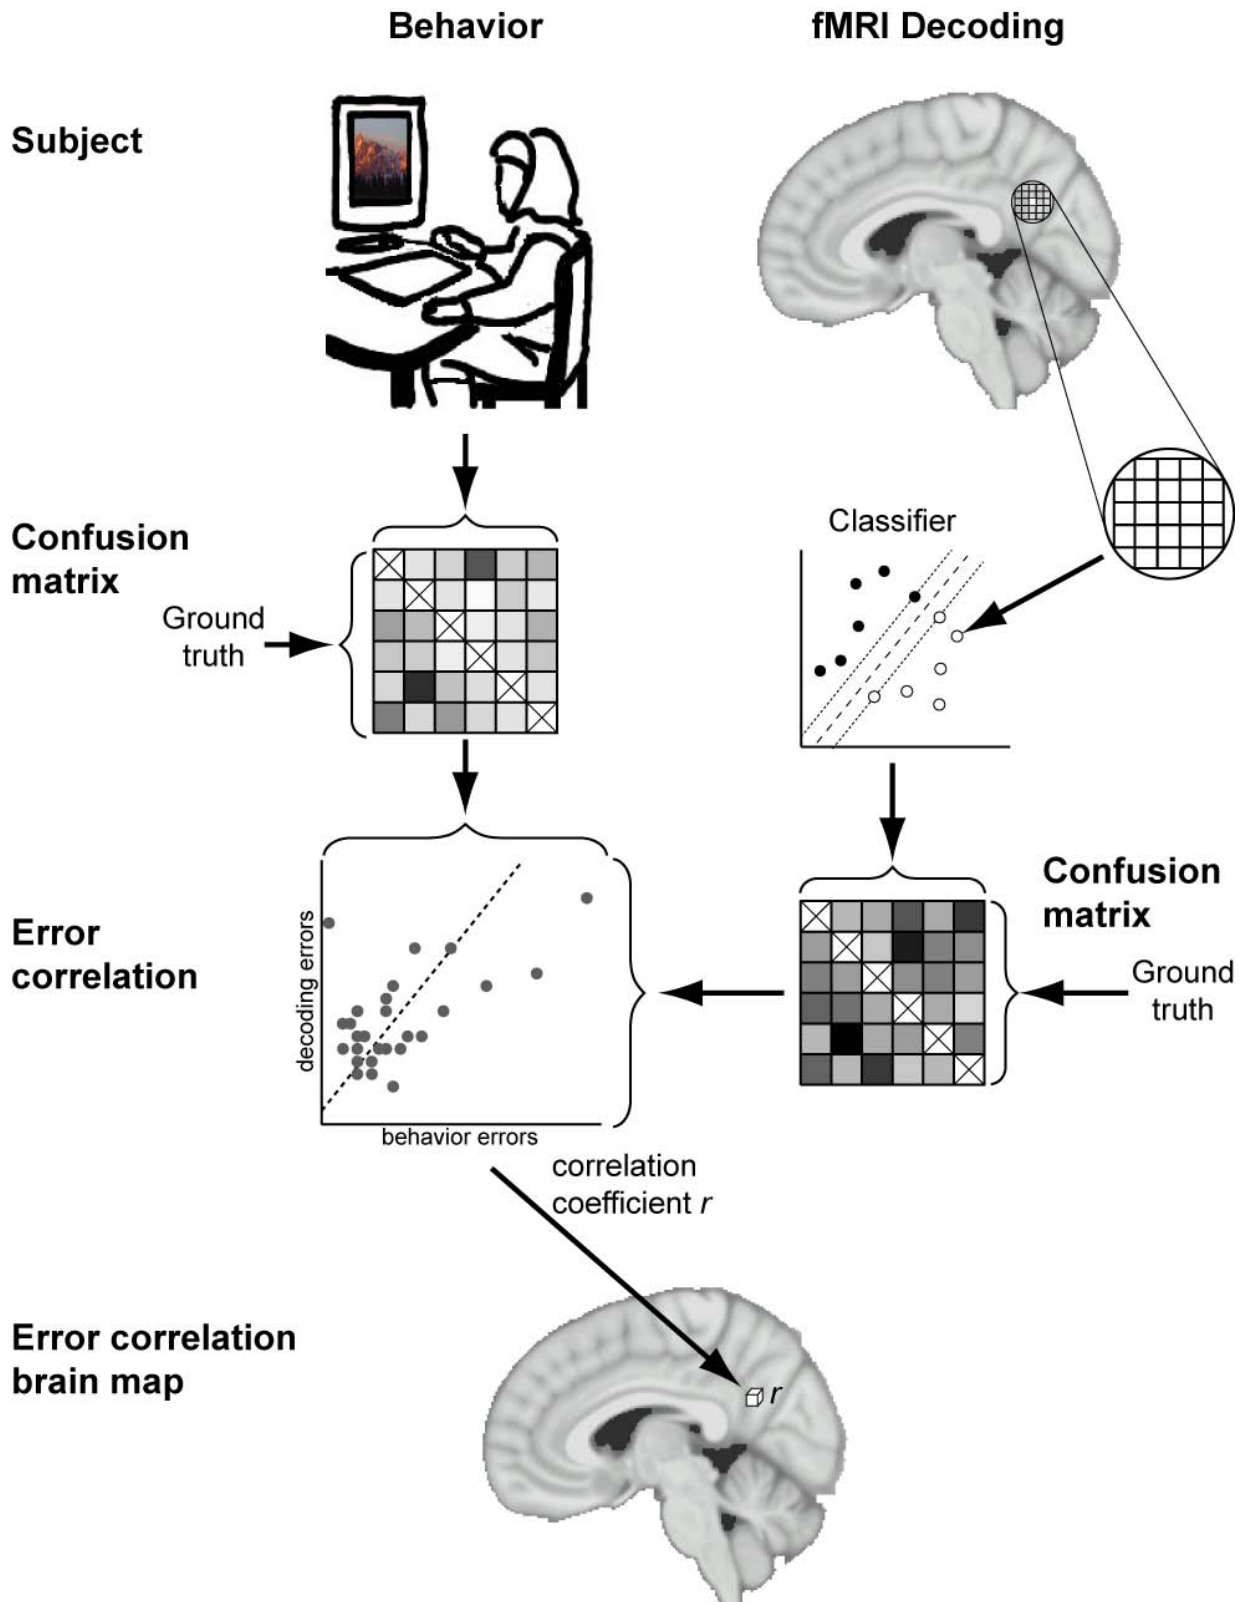 Behavior
fMRI Decoding
Subject
Confusion
matrix
Ground
truth
Classifier
Error
correlation
decoding errors
behavior errors
Confusion
matrix
Ground
truth
correlation
coefficient r
Error correlation
brain map
r